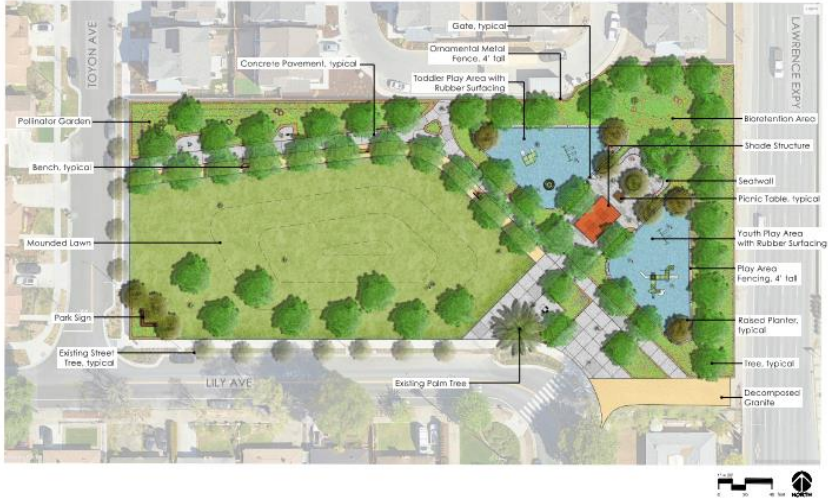 Gate, typical
Ornamental Metal
Fence, 4' tall
Concrete Pavement, typical
Toddler Play Area with
Rubber Surfacing
TOYON AVE
LAWRENCE EXPY
Pollinator Garden
Bioretention Area
Shade Structure
Bench, typical
Seatwall
Picnic Table, typical
Mounded Lawn
Youth Play Area
with Rubber Surfacing
Play Area
Fencing, 4' tall
Park Sign
Raised Planter,
typical
Existing Street
Tree, typical
Tree, typical
LILY AVE
Existing Palm Tree
Decomposed
Granite
NORTH